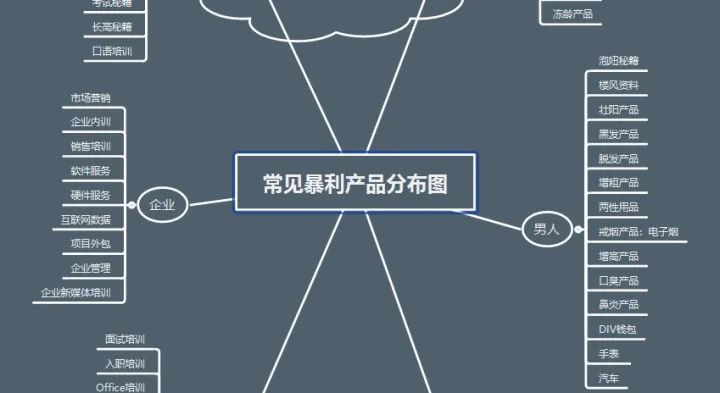 考试秘籍
长高秘籍
口语培训
冻龄产品
常见暴利产品分布图
企业
市场营销
企业内训
销售培训
软件服务
硬件服务
互联网数据
项目外包
企业管理
企业新媒体培训
男人
泡妞秘籍
楼风资料
壮阳产品
黑发产品
脱发产品
增粗产品
两性用品
戒烟产品：电子烟
增高产品
口臭产品
鼻炎产品
DIV钱包
手表
汽车
面试培训
入职培训
Office培训